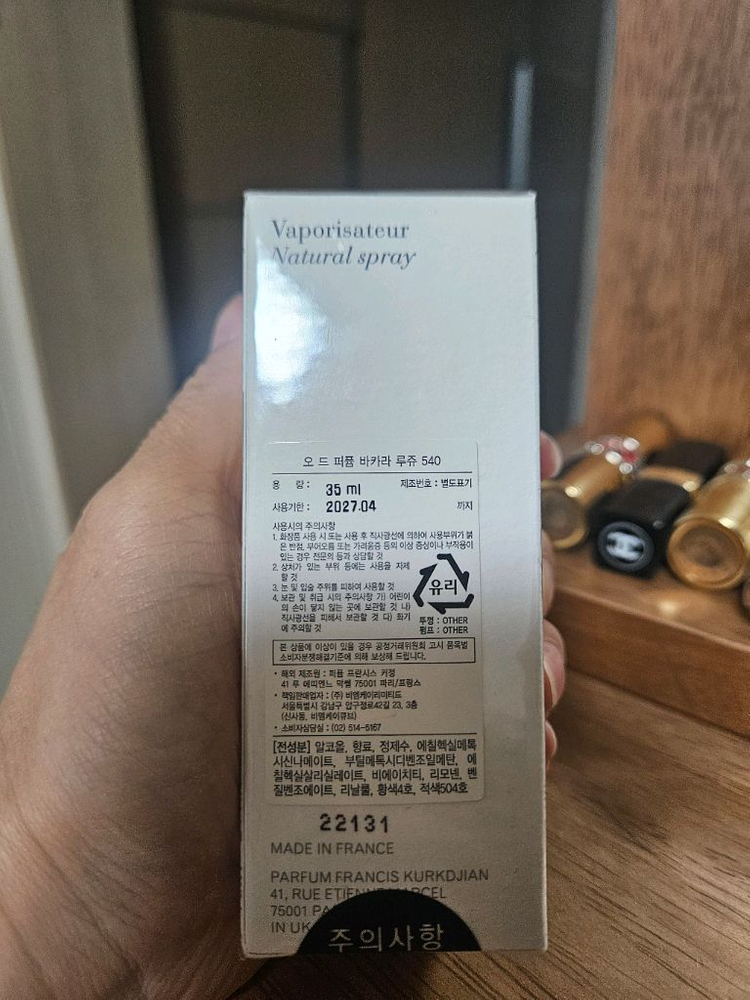 Vaporisateur
Natural spray
오 드 퍼퓸 바카라 루쥬 540
용 량 : 35 ml 제조번호 : 별도표기
사용기한 : 2027.04 까지
사용시의 주의사항
1. 화장품 사용 시 또는 사용 후 직사광선에 의하여 사용부위가 붉
은 반점, 부어오름 또는 가려움증 등의 이상 증상이나 부작용이
있는 경우 전문의 등과 상담할 것
2. 상처가 있는 부위 등에는 사용을 자제
할 것
3. 눈 및 입술 주위를 피하여 사용할 것
4. 보관 및 취급 시의 주의사항 가) 어린이
의 손이 닿지 않는 곳에 보관할 것 나)
직사광선을 피해서 보관할 것 다) 화기
에 주의할 것
유리
뚜껑 : OTHER
펌프 : OTHER
본 상품에 이상이 있을 경우 공정거래위원회 고시 품목별
소비자분쟁해결기준에 의해 보상해 드립니다.
• 해외 제조원 : 퍼퓸 프란시스 커정
41 루 에띠엔느 막쎌 75001 파리/프랑스
• 책임판매업자 : (주) 비엠케이리미티드
서울특별시 강남구 압구정로42길 23, 3층
(신사동, 비엠케이큐브)
• 소비자상담실 : (02) 514-5167
[전성분] 알코올, 향료, 정제수, 에칠헥실메톡
시신나메이트, 부틸메톡시디벤조일메탄, 에
칠헥실살리실레이트, 비에이치티, 리모넨, 벤
질벤조에이트, 리날룰, 황색4호, 적색504호
22131
MADE IN FRANCE
PARFUM FRANCIS KURKDJIAN
41, RUE ETIENNE MARCEL
75001
IN UK
주의사항